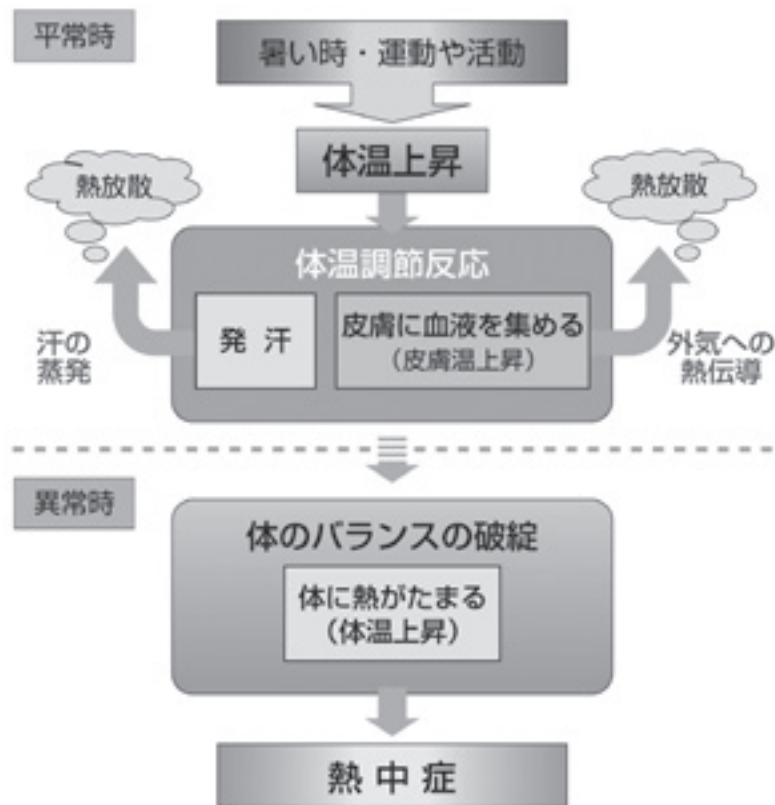 平常時
暑い時・運動や活動
体温上昇
熱放散
熱放散
体温調節反応
発 汗
皮膚に血液を集める
(皮膚温上昇)
汗の
蒸発
外気への
熱伝導
異常時
体のバランスの破綻
体に熱がたまる
(体温上昇)
熱 中 症